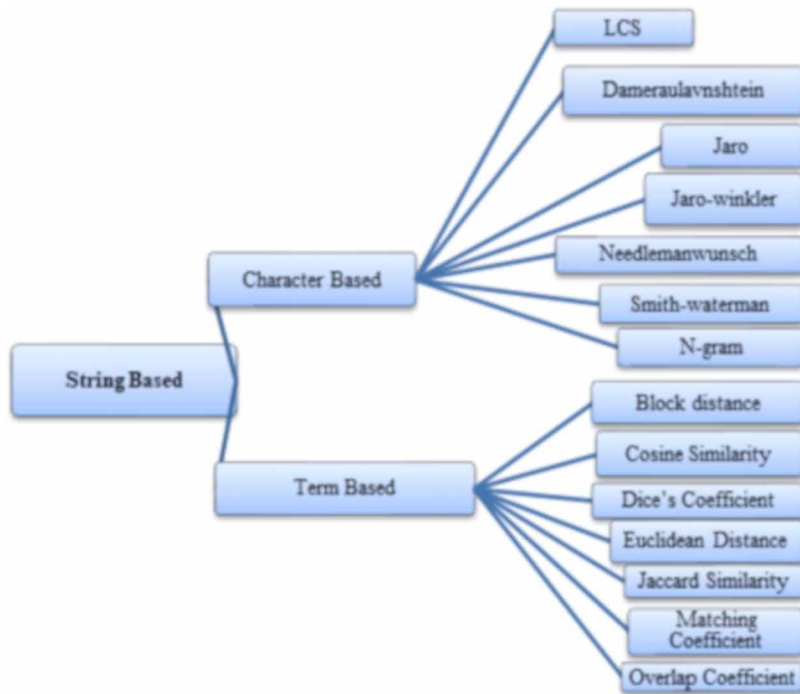 LCS
Dameraulavnshtein
Jaro
Jaro-winkler
Needlemanwunsch
Character Based
Smith-waterman
N-gram
String Based
Block distance
Cosine Similarity
Term Based
Dice's Coefficient
Euclidean Distance
Jaccard Similarity
Matching
Coefficient
Overlap Coefficient